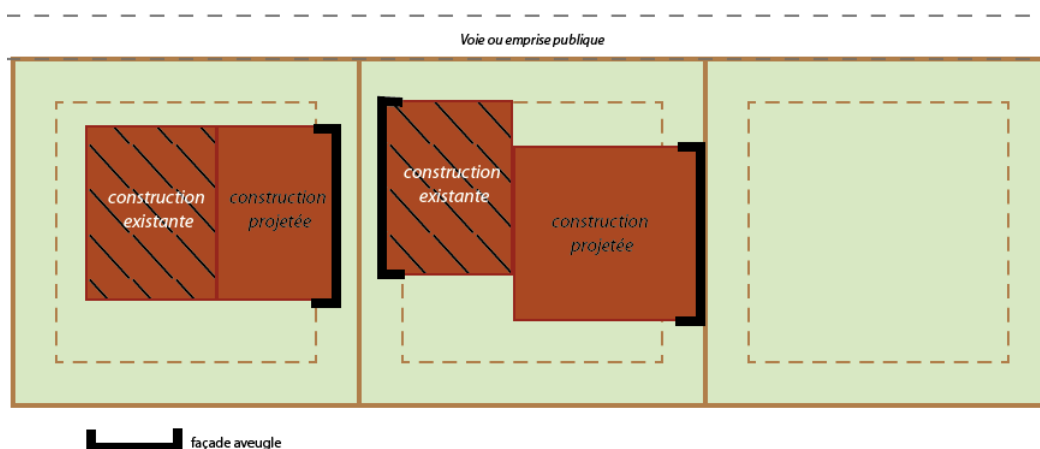 Voie ou emprise publique
construction
existante
construction
projetée
construction
existante
construction
projetée
façade aveugle